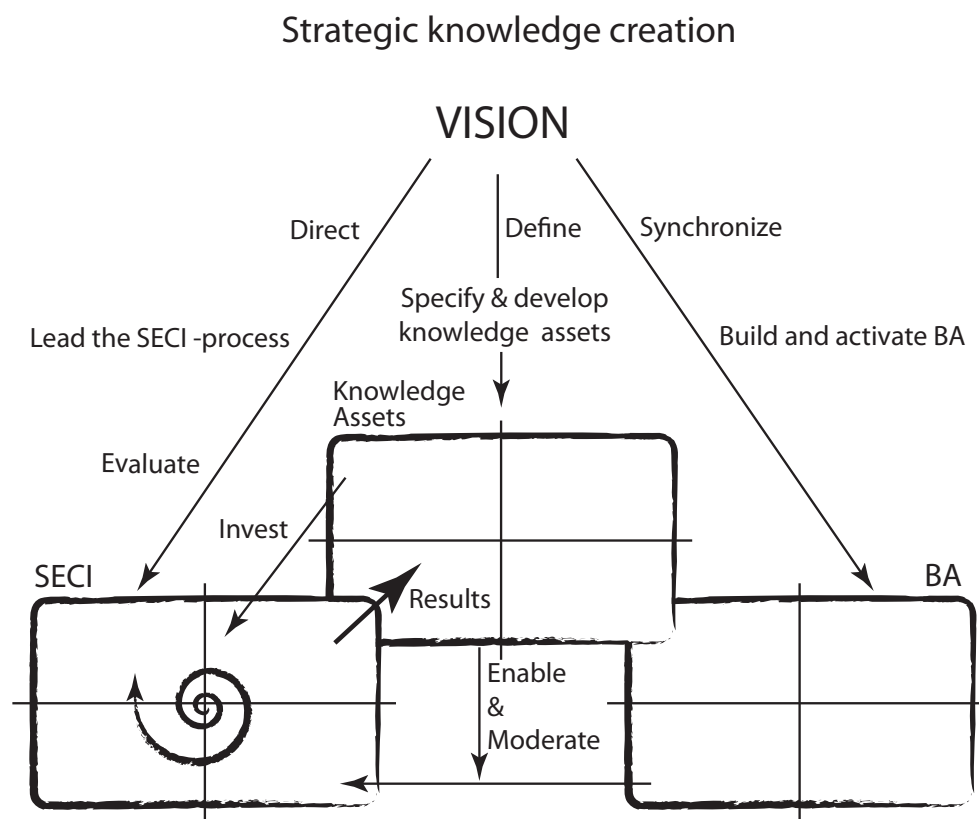 Strategic knowledge creation
VISION
Direct
Define
Synchronize
Specify & develop
knowledge assets
Lead the SECI -process
Build and activate BA
Knowledge
Assets
Evaluate
Invest
SECI
BA
Results
Enable
&
Moderate